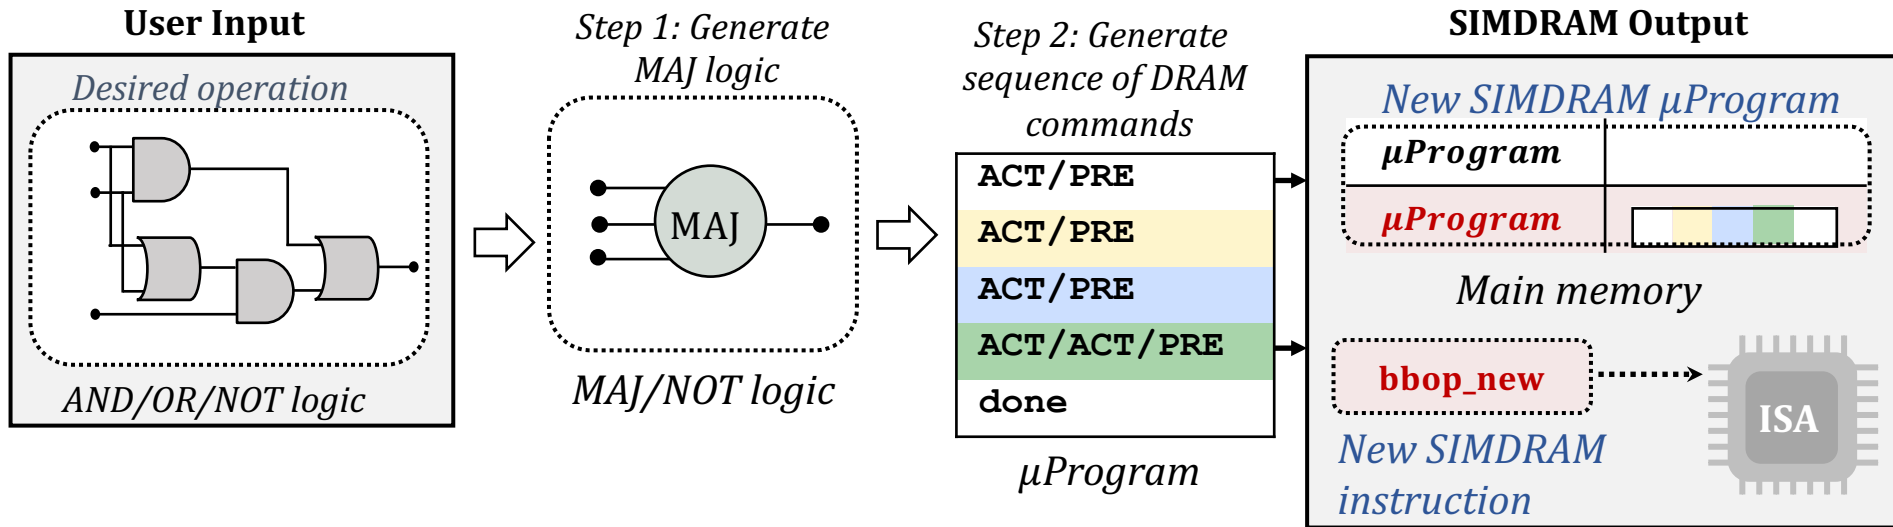 User Input
Desired operation
AND/OR/NOT logic
Step 1: Generate
MAJ logic
MAJ
MAJ/NOT logic
Step 2: Generate
sequence of DRAM
commands
ACT/PRE
ACT/PRE
ACT/PRE
ACT/ACT/PRE
done
μProgram
SIMDRAM Output
New SIMDRAM μProgram
μProgram
μProgram
Main memory
bbop_new
ISA
New SIMDRAM
instruction